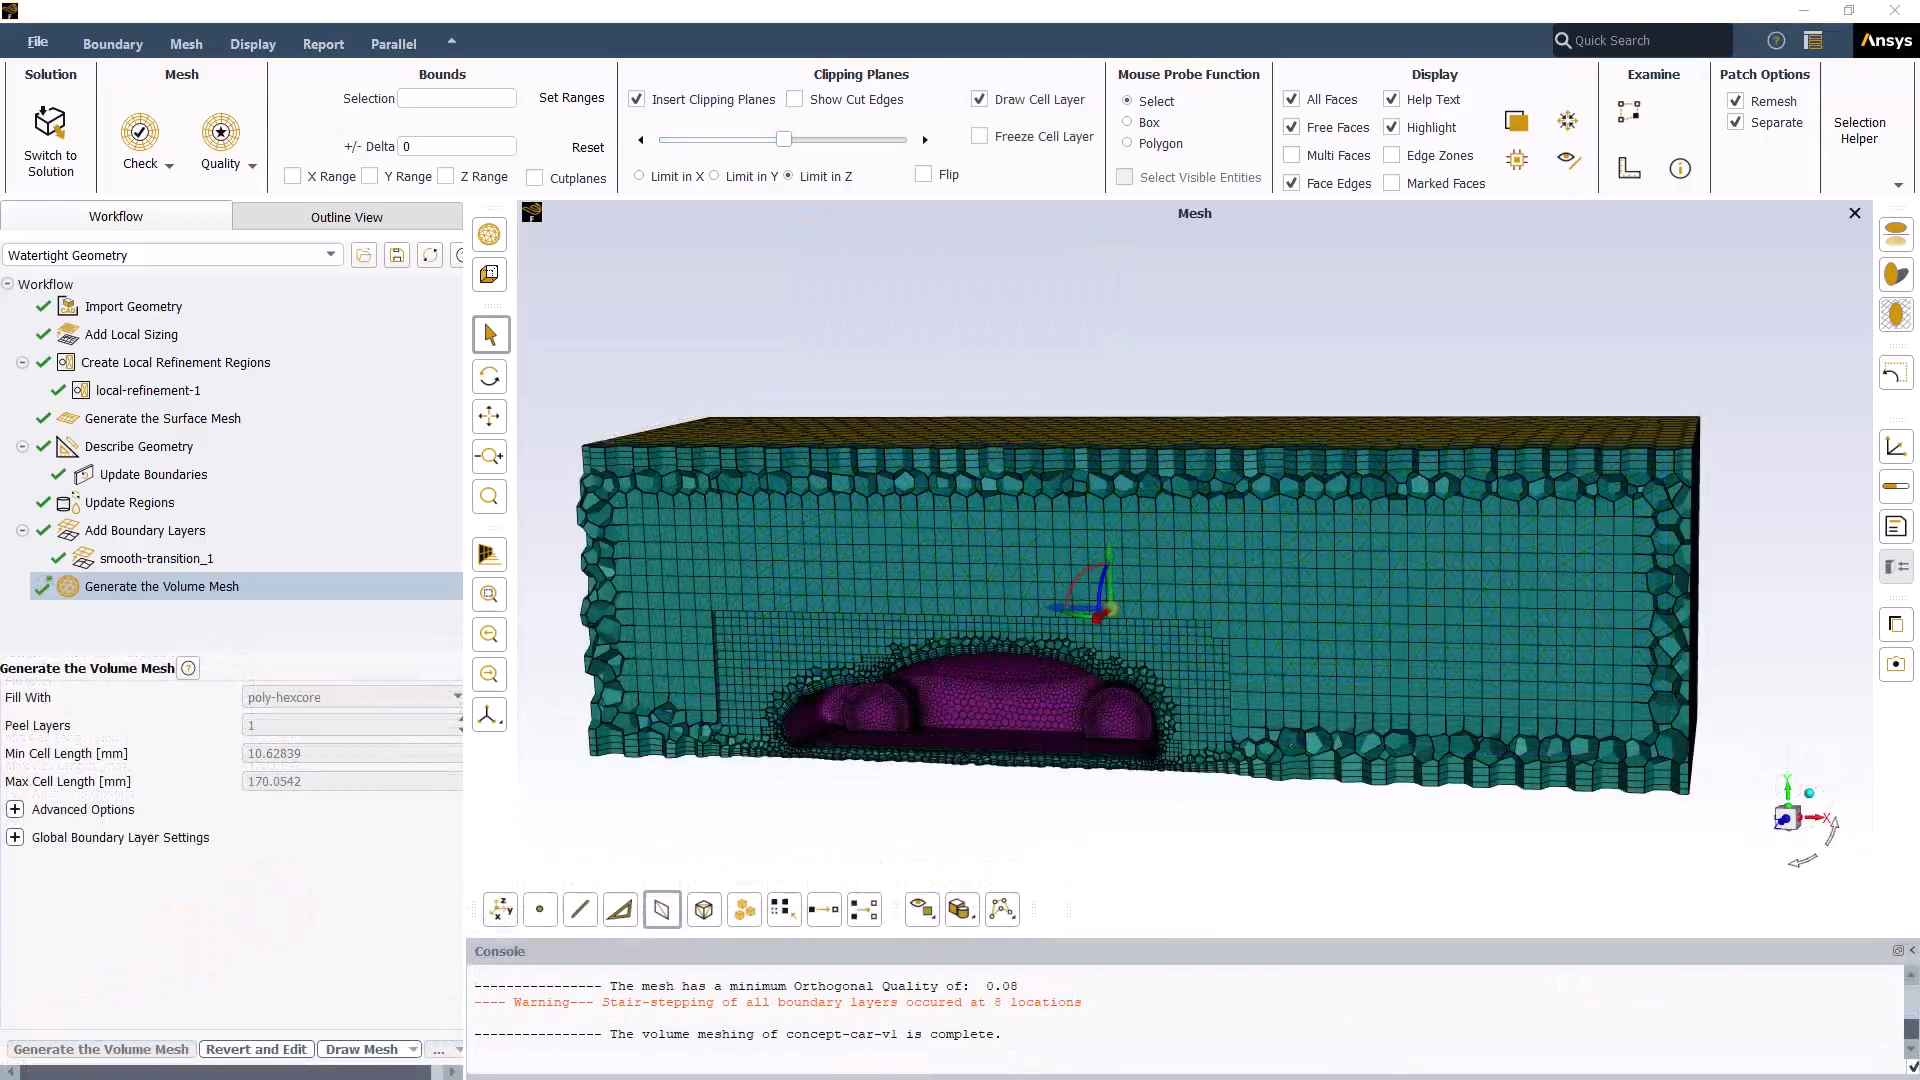 File
Boundary
Mesh
Display
Report
Parallel
Quick Search
Ansys
Solution
Mesh
Bounds
Clipping Planes
Mouse Probe Function
Display
Examine
Patch Options
Switch to
Solution
Check
Quality
Selection
Set Ranges
+/- Delta 0
Reset
X Range
Y Range
Z Range
Cutplanes
Insert Clipping Planes
Show Cut Edges
Draw Cell Layer
Freeze Cell Layer
Limit in X
Limit in Y
Limit in Z
Flip
Select
Box
Polygon
Select Visible Entities
All Faces
Help Text
Free Faces
Highlight
Multi Faces
Edge Zones
Face Edges
Marked Faces
Remesh
Separate
Selection
Helper
Workflow
Outline View
Watertight Geometry
Workflow
Import Geometry
Add Local Sizing
Create Local Refinement Regions
local-refinement-1
Generate the Surface Mesh
Describe Geometry
Update Boundaries
Update Regions
Add Boundary Layers
smooth-transition_1
Generate the Volume Mesh
Generate the Volume Mesh
Fill With poly-hexcore
Peel Layers 1
Min Cell Length [mm] 10.62839
Max Cell Length [mm] 170.0542
Advanced Options
Global Boundary Layer Settings
Generate the Volume Mesh
Revert and Edit
Draw Mesh
...
Mesh
Y
X
Console
---------------- The mesh has a minimum Orthogonal Quality of: 0.08
---- Warning--- Stair-stepping of all boundary layers occured at 8 locations
---------------- The volume meshing of concept-car-v1 is complete.